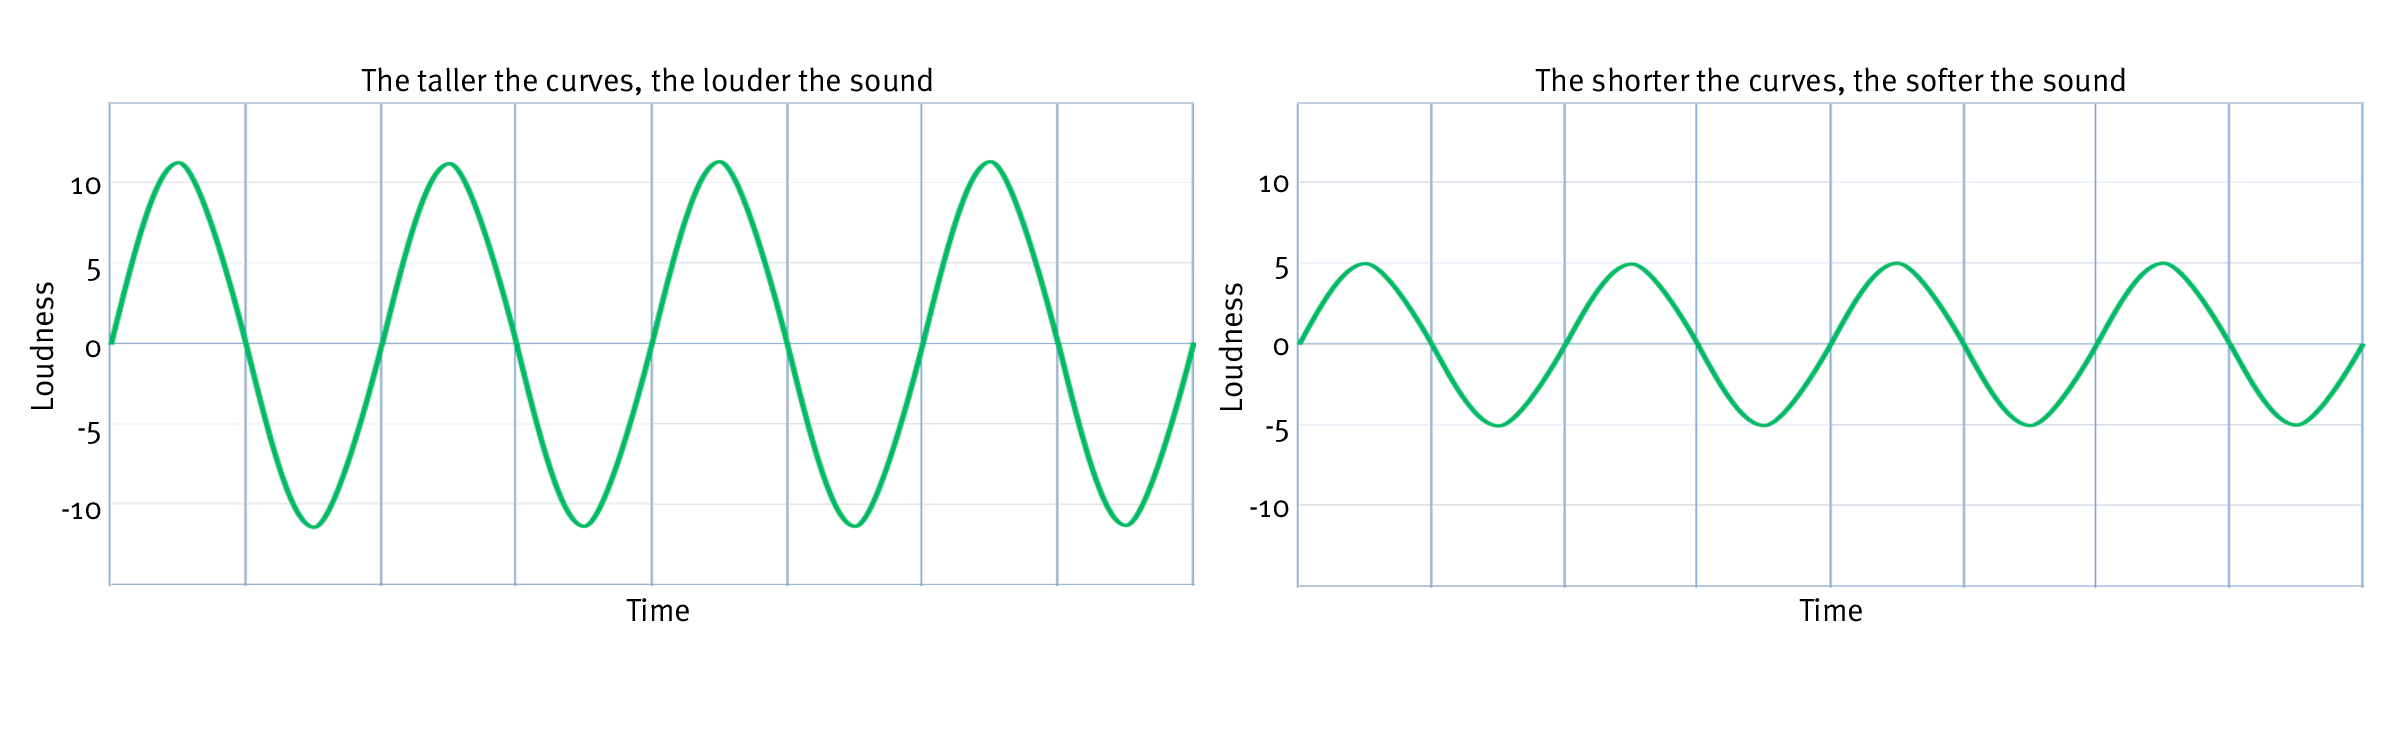 The taller the curves, the louder the sound
10
5
0
-5
-10
Loudness
Time
The shorter the curves, the softer the sound
10
5
0
-5
-10
Loudness
Time